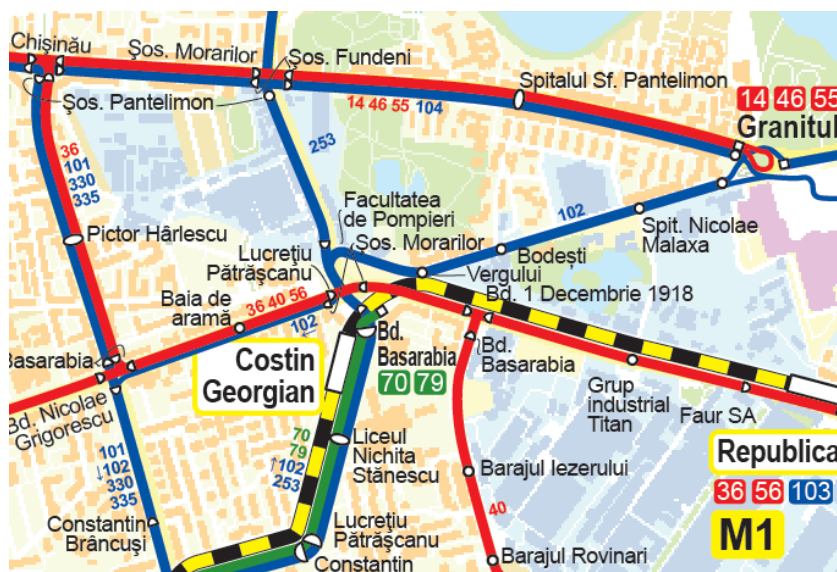 Chișinău
Șos. Morarilor
Șos. Fundeni
Șos. Pantelimon
Spitalul Sf. Pantelimon
14 46 55
Granitul
14 46 55 104
36
101
330
335
253
Facultatea
de Pompieri
Pictor Hârlescu
Șos. Morarilor
Lucrețiu
Pătrășcanu
102
Spit. Nicolae
Malaxa
Bodești
Vergului
Baia de
aramă
36 40 56
102
←
Bd. 1 Decembrie 1918
Bd.
Basarabia
70 79
Bd.
Basarabia
Basarabia
Costin
Georgian
Grup
industrial
Titan
Faur SA
Bd. Nicolae
Grigorescu
101
↓102
330
335
70
79
↑102
253
Liceul
Nichita
Stănescu
Barajul Iezerului
Republica
36 56 103
M1
40
Constantin
Brâncuși
Lucrețiu
Pătrășcanu
Constantin
Barajul Rovinari